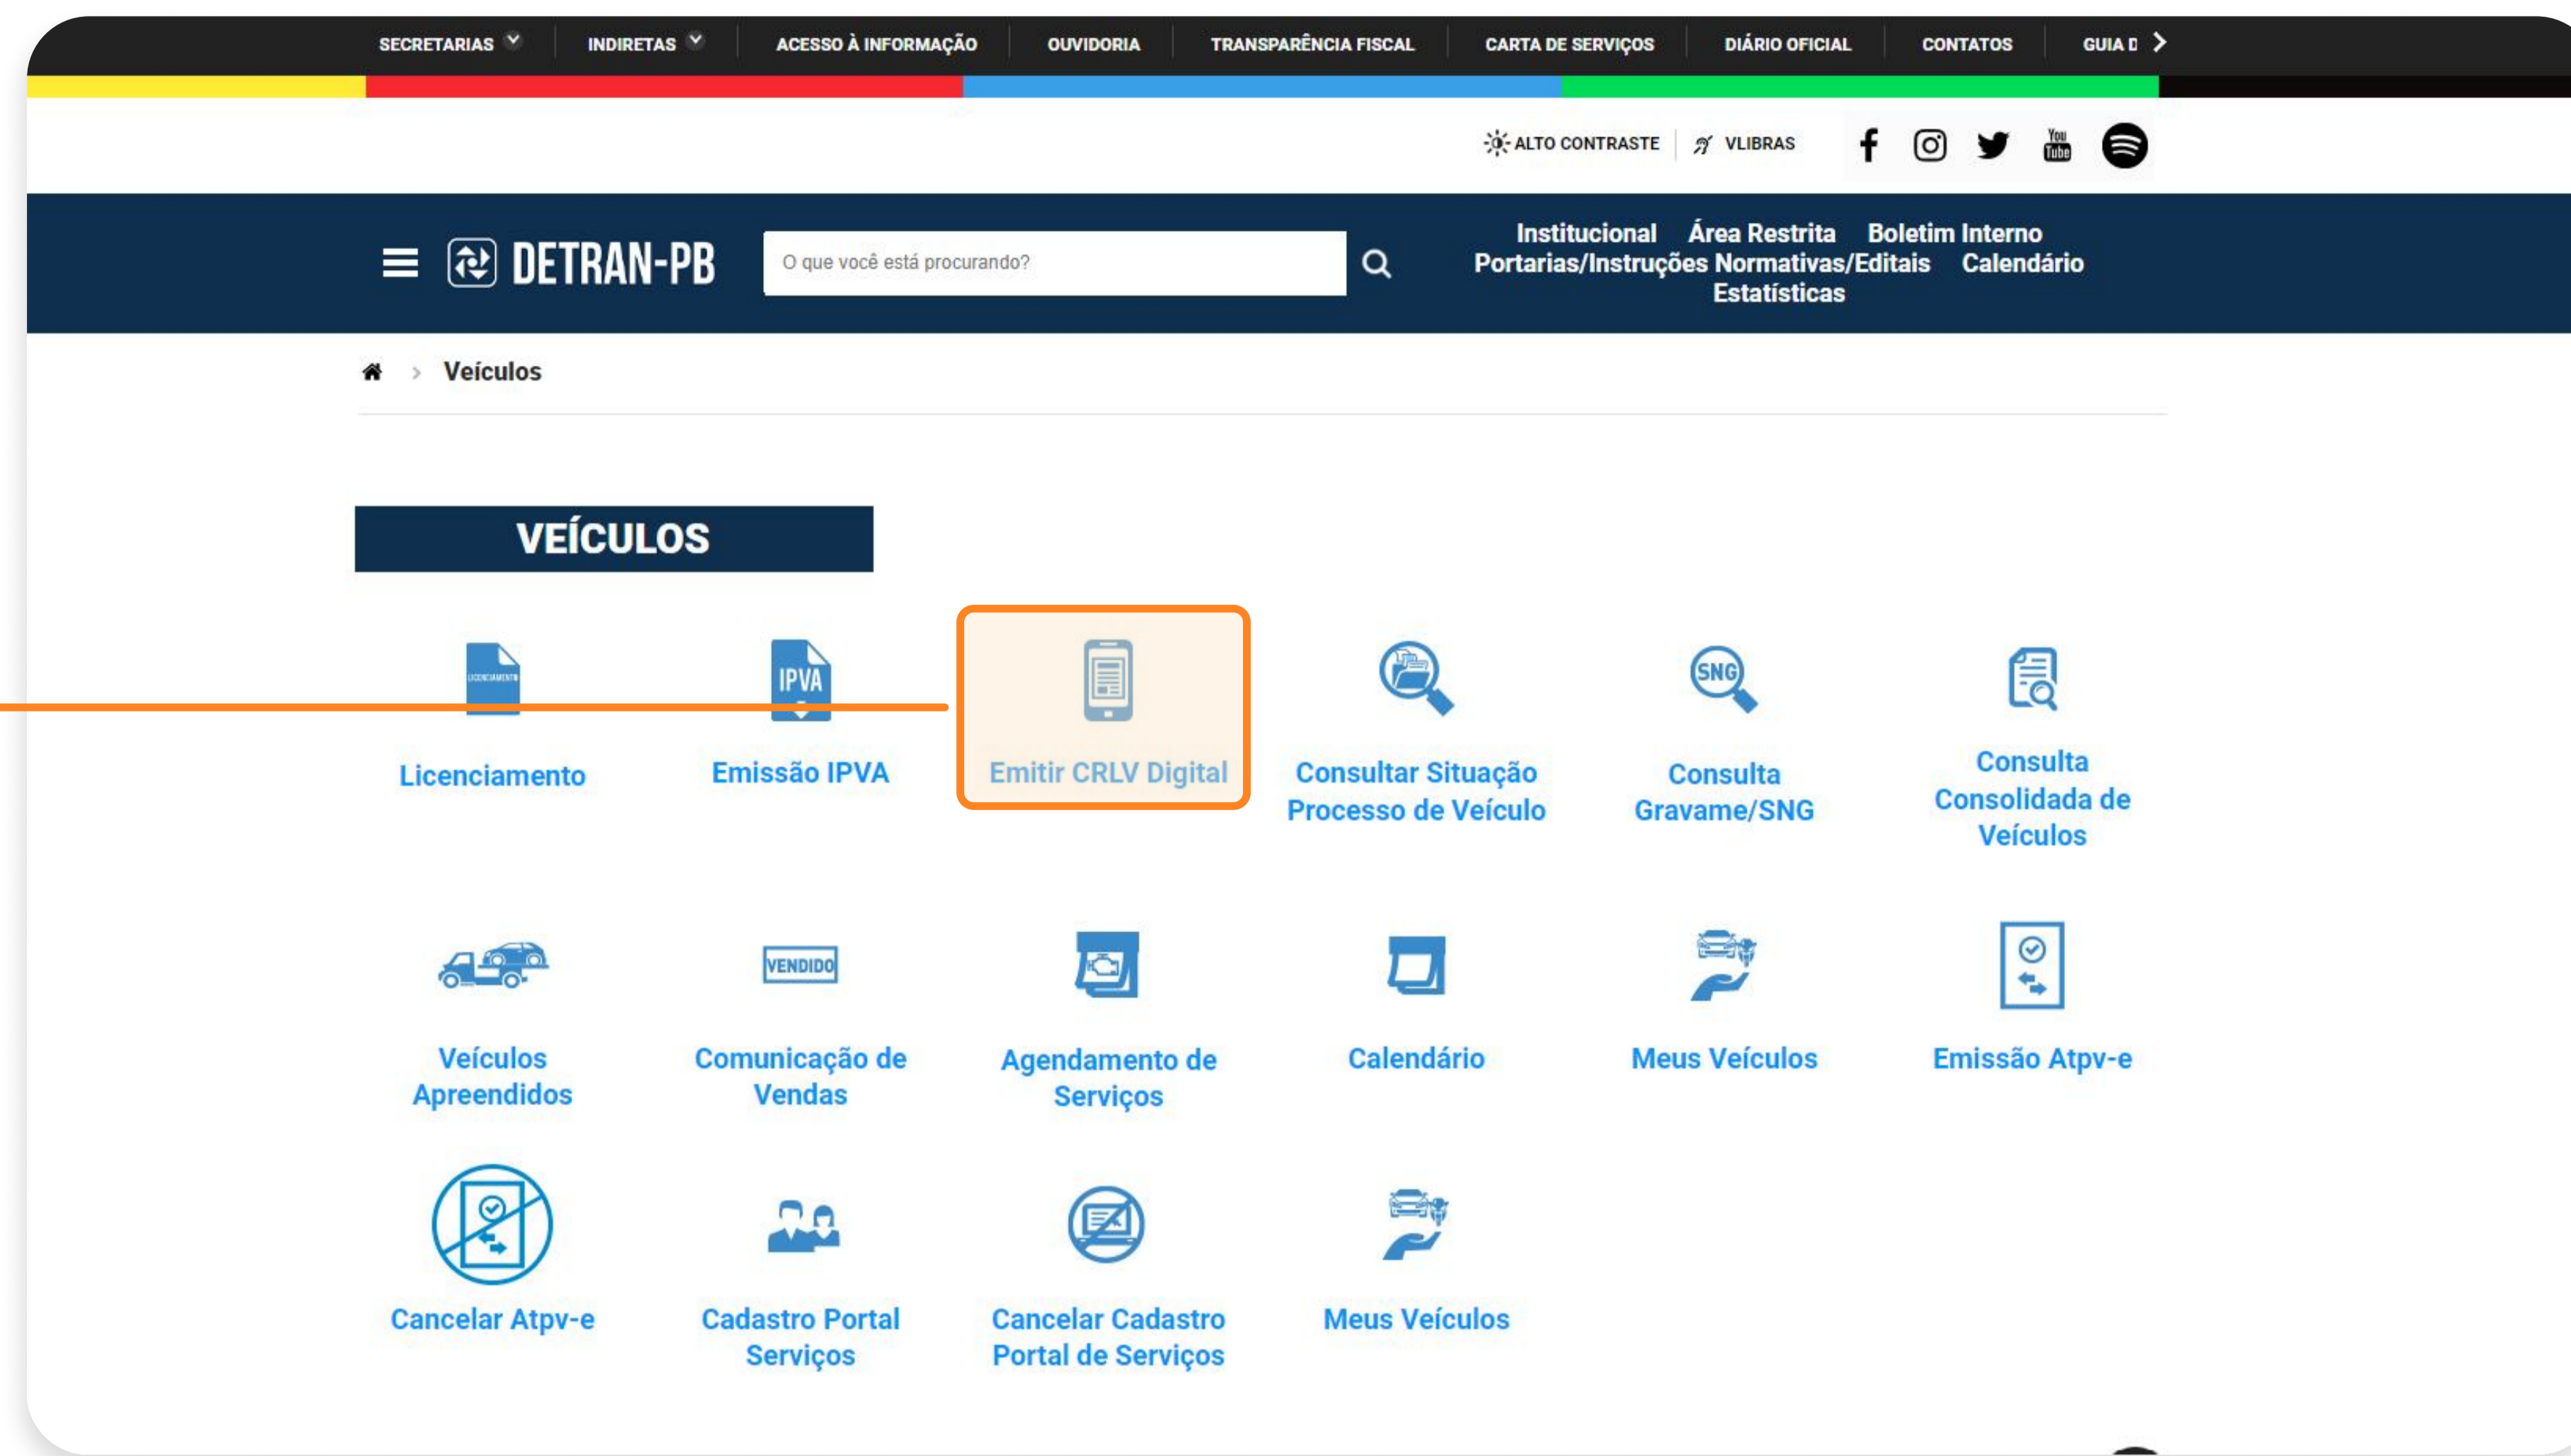 SECRETARIAS INDIRETAS ACESSO À INFORMAÇÃO OUVIDORIA TRANSPARÊNCIA FISCAL CARTA DE SERVIÇOS DIÁRIO OFICIAL CONTATOS GUIA D
ALTO CONTRASTE VLIBRAS You Tube
DETRAN-PB
O que você está procurando?
Institucional Área Restrita Boletim Interno
Portarias/Instruções Normativas/Editais Calendário
Estatísticas
Veículos
VEÍCULOS
LICENCIAMENTO
IPVA
SNG
Licenciamento
Emissão IPVA
Emitir CRLV Digital
Consultar Situação
Processo de Veículo
Consulta
Gravame/SNG
Consulta
Consolidada de
Veículos
VENDIDO
Veículos
Apreendidos
Comunicação de
Vendas
Agendamento de
Serviços
Calendário
Meus Veículos
Emissão Atpv-e
Cancelar Atpv-e
Cadastro Portal
Serviços
Cancelar Cadastro
Portal de Serviços
Meus Veículos